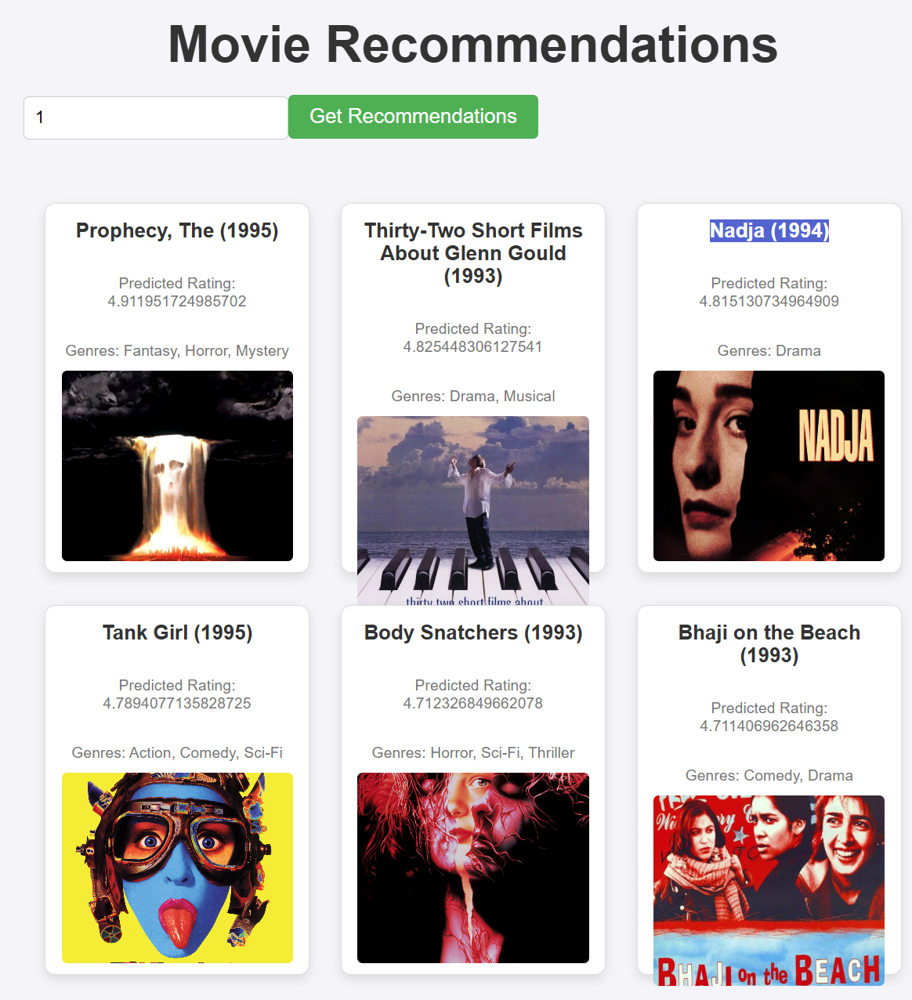 Movie Recommendations
1
Get Recommendations
Prophecy, The (1995)
Predicted Rating:
4.911951724985702
Genres: Fantasy, Horror, Mystery
Thirty-Two Short Films
About Glenn Gould
(1993)
Predicted Rating:
4.825448306127541
Genres: Drama, Musical
thirty two short films about
Nadja (1994)
Predicted Rating:
4.815130734964909
Genres: Drama
NADJA
Tank Girl (1995)
Predicted Rating:
4.7894077135828725
Genres: Action, Comedy, Sci-Fi
Body Snatchers (1993)
Predicted Rating:
4.712326849662078
Genres: Horror, Sci-Fi, Thriller
Bhaji on the Beach
(1993)
Predicted Rating:
4.711406962646358
Genres: Comedy, Drama
BHAJI on the BEACH